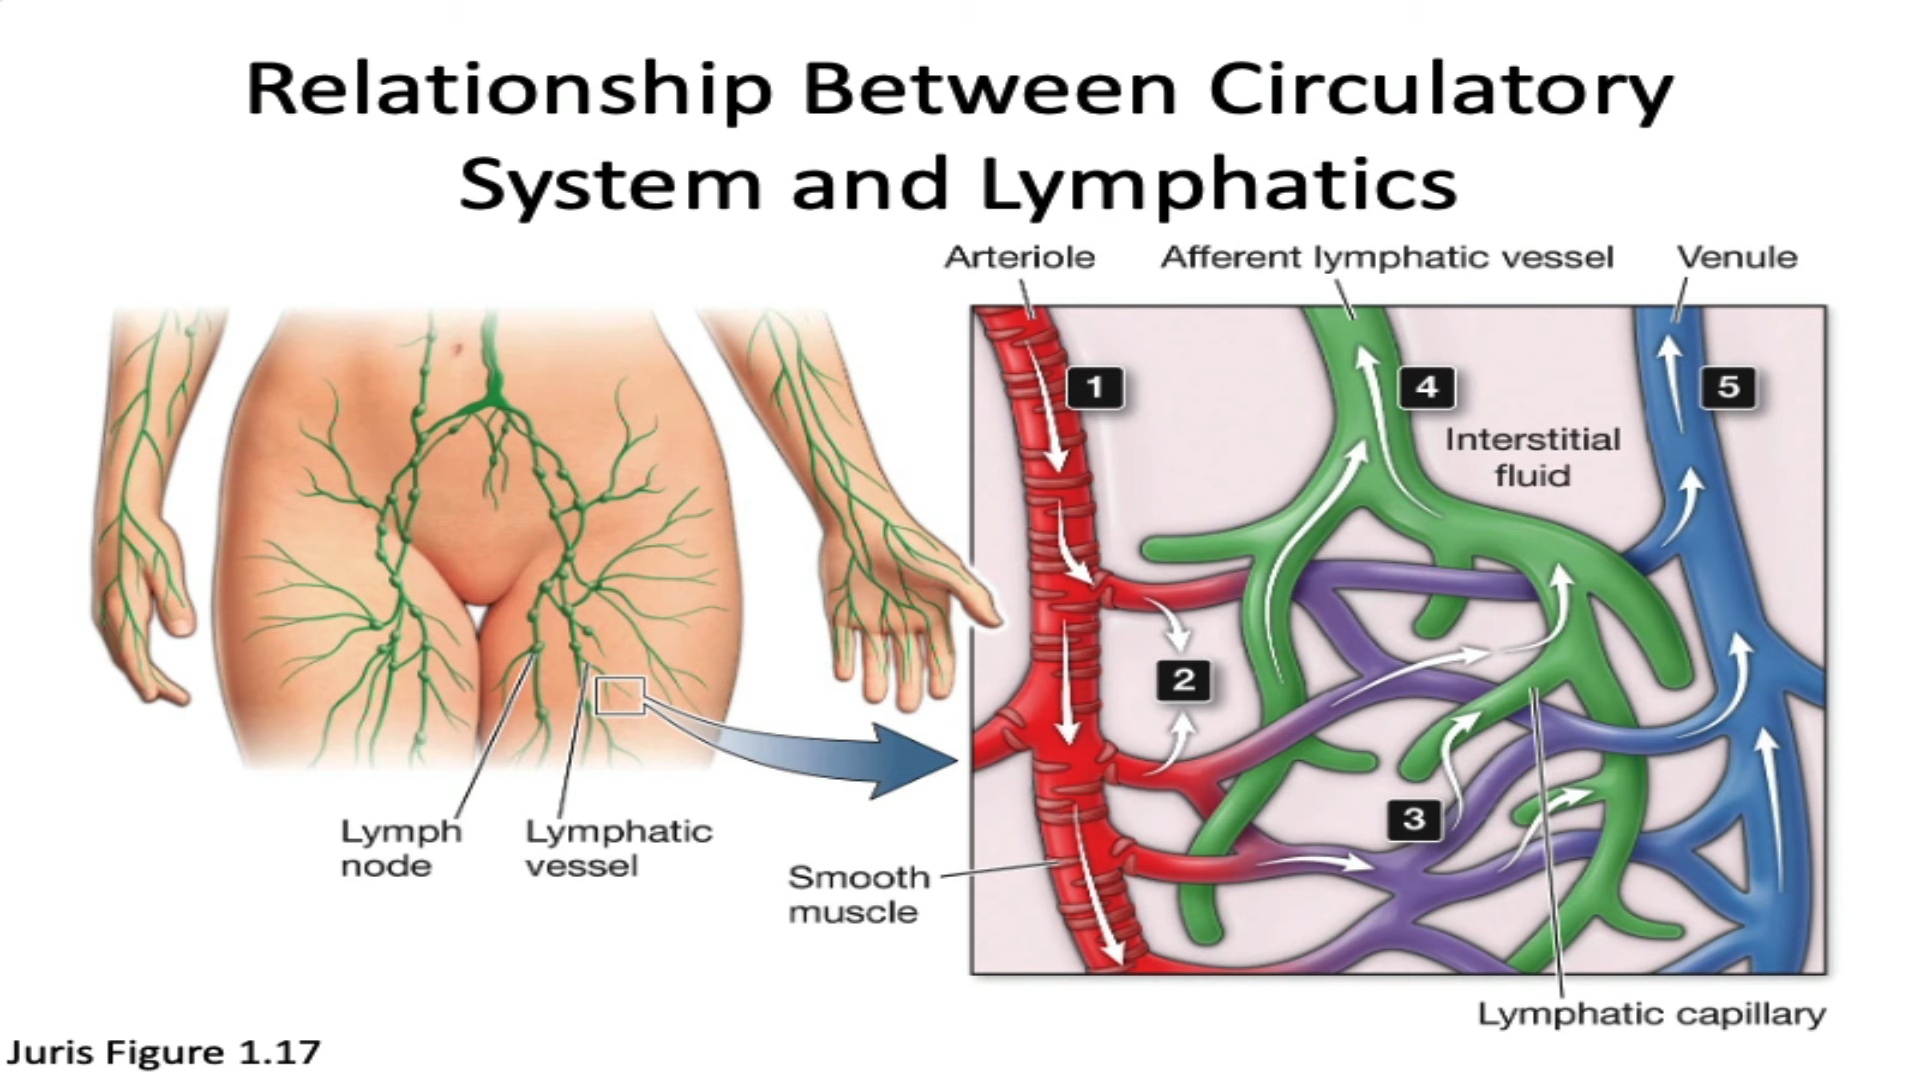 Relationship Between Circulatory
System and Lymphatics
Arteriole
Afferent lymphatic vessel
Venule
1
4
5
Interstitial
fluid
2
3
Lymph
node
Lymphatic
vessel
Smooth
muscle
Lymphatic capillary
Juris Figure 1.17